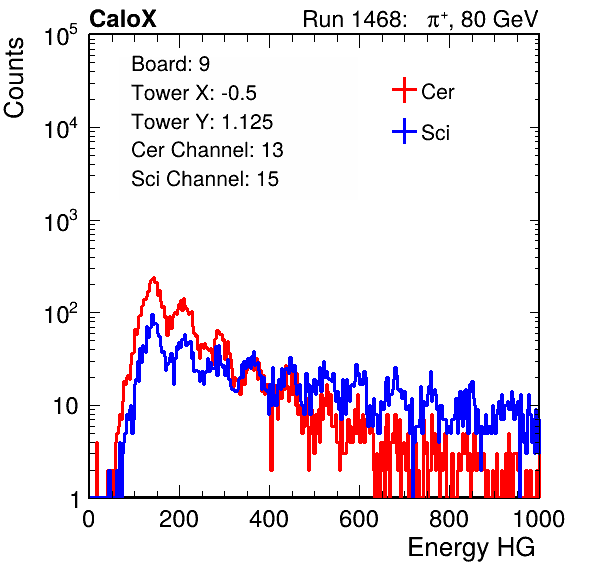 CaloX Run 1468: π⁺, 80 GeV
Counts
10⁵
10⁴
10³
10²
10
1
Board: 9
Tower X: -0.5
Tower Y: 1.125
Cer Channel: 13
Sci Channel: 15
Cer
Sci
0 200 400 600 800 1000
Energy HG